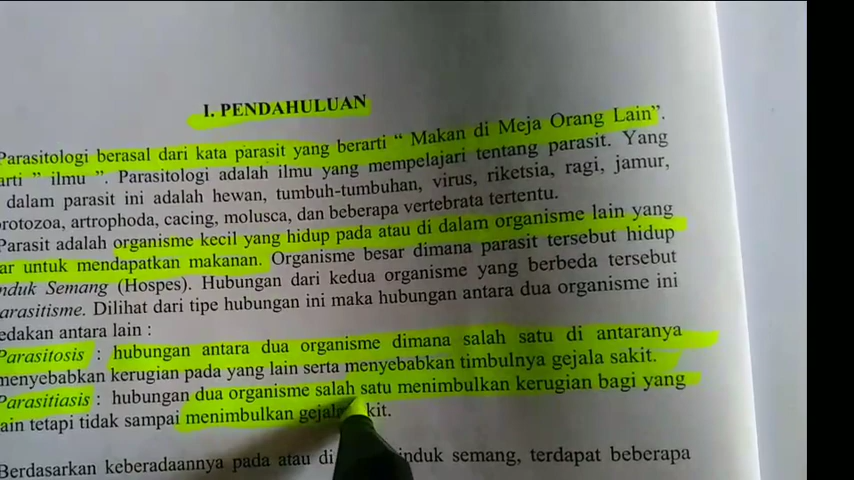 I. PENDAHULUAN
Parasitologi berasal dari kata parasit yang berarti “ Makan di Meja Orang Lain”.
arti ” ilmu ”. Parasitologi adalah ilmu yang mempelajari tentang parasit. Yang
dalam parasit ini adalah hewan, tumbuh-tumbuhan, virus, riketsia, ragi, jamur,
rotozoa, artrophoda, cacing, molusca, dan beberapa vertebrata tertentu.
Parasit adalah organisme kecil yang hidup pada atau di dalam organisme lain yang
ar untuk mendapatkan makanan. Organisme besar dimana parasit tersebut hidup
nduk Semang (Hospes). Hubungan dari kedua organisme yang berbeda tersebut
arasitisme. Dilihat dari tipe hubungan ini maka hubungan antara dua organisme ini
edakan antara lain :
Parasitosis : hubungan antara dua organisme dimana salah satu di antaranya
menyebabkan kerugian pada yang lain serta menyebabkan timbulnya gejala sakit.
Parasitiasis : hubungan dua organisme salah satu menimbulkan kerugian bagi yang
ain tetapi tidak sampai menimbulkan gejala kit.
Berdasarkan keberadaannya pada atau di nduk semang, terdapat beberapa